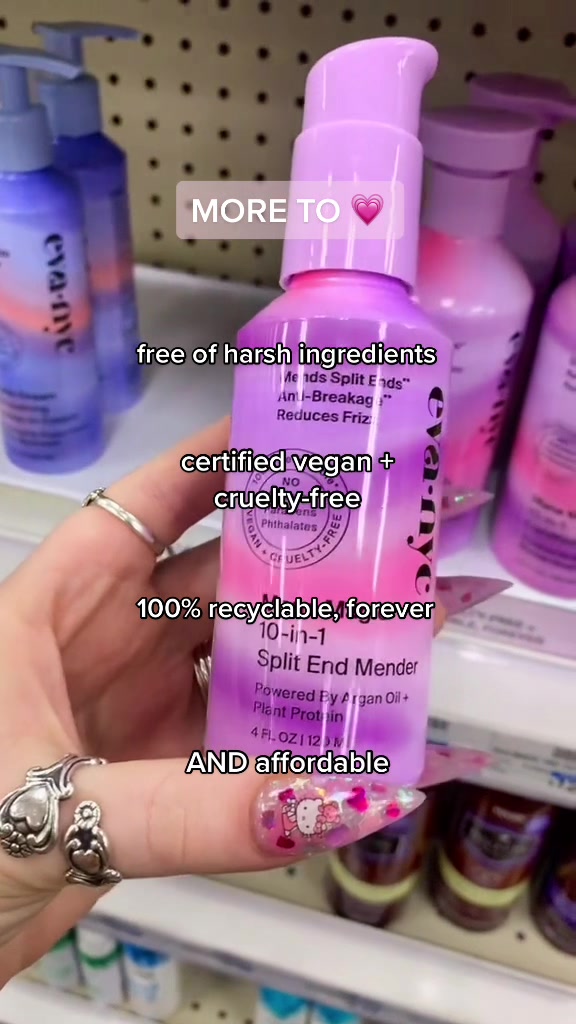 MORE TO 💗
free of harsh ingredients
Mends Split Ends**
Anti-Breakage**
Reduces Frizz
eva·nyc
certified vegan +
cruelty-free
NO
Parabens
Phthalates
VEGAN • CRUELTY-FREE
100% recyclable, forever
10-in-1
Split End Mender
Powered By Argan Oil +
Plant Protein
4 FL OZ | 120 M
AND affordable
eva·nyc